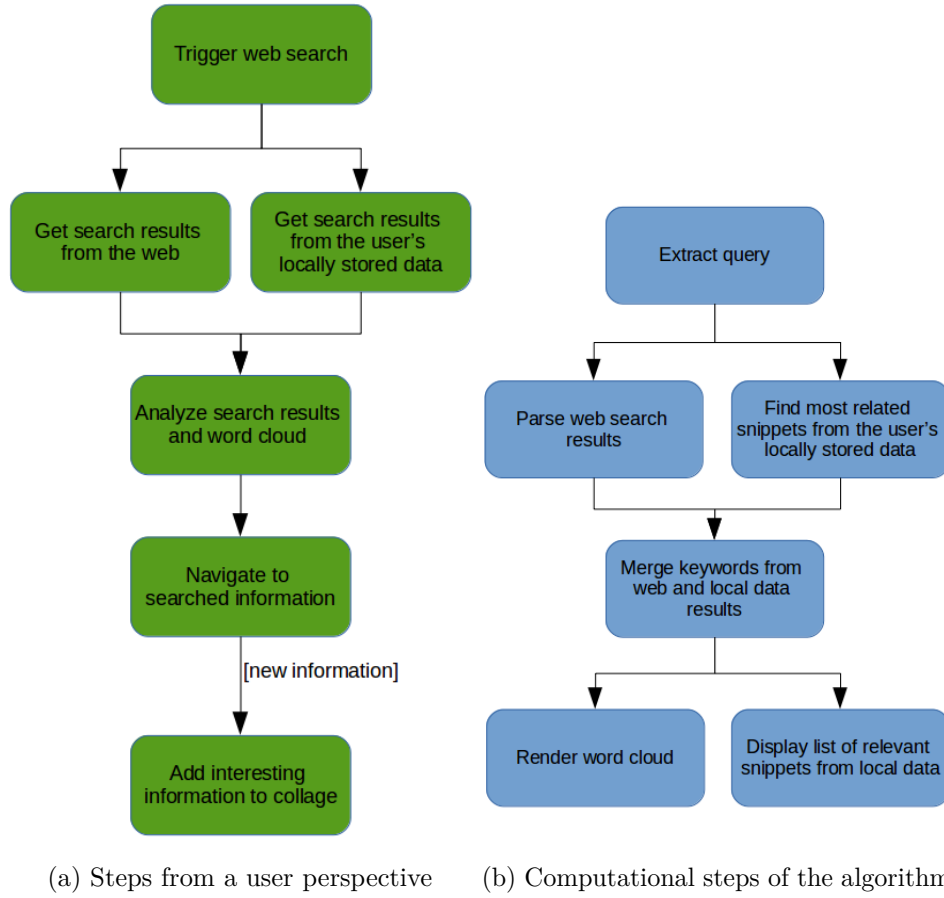 Trigger web search
Get search results
from the web
Get search results
from the user's
locally stored data
Analyze search results
and word cloud
Navigate to
searched information
[new information]
Add interesting
information to collage
(a) Steps from a user perspective
Extract query
Parse web search
results
Find most related
snippets from the user's
locally stored data
Merge keywords from
web and local data
results
Render word cloud
Display list of relevant
snippets from local data
(b) Computational steps of the algorithm